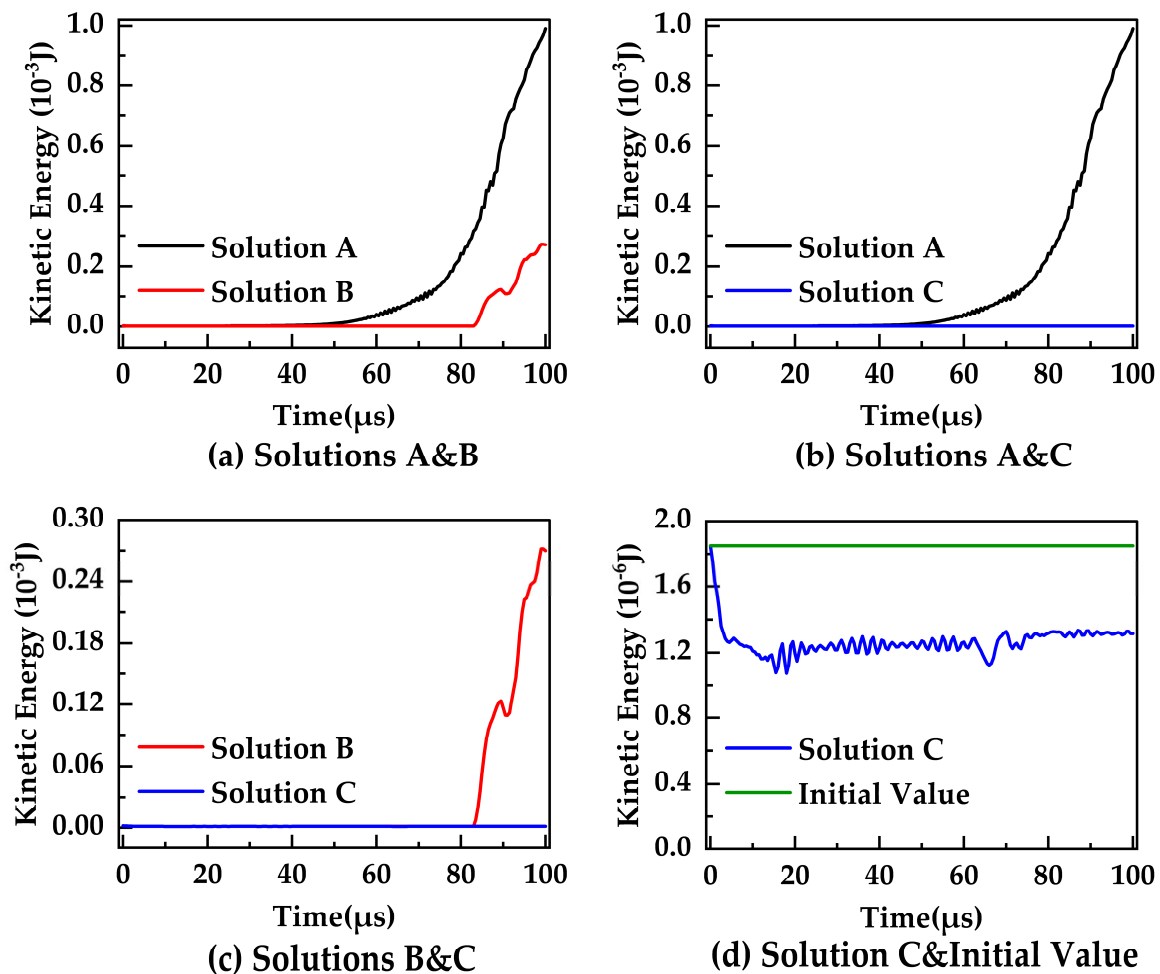 Kinetic Energy (10⁻³J)
1.0
0.8
0.6
0.4
0.2
0.0
Solution A
Solution B
0 20 40 60 80 100
Time(μs)
(a) Solutions A&B
Kinetic Energy (10⁻³J)
1.0
0.8
0.6
0.4
0.2
0.0
Solution A
Solution C
0 20 40 60 80 100
Time(μs)
(b) Solutions A&C
Kinetic Energy (10⁻³J)
0.30
0.24
0.18
0.12
0.06
0.00
Solution B
Solution C
0 20 40 60 80 100
Time(μs)
(c) Solutions B&C
Kinetic Energy (10⁻⁶J)
2.0
1.6
1.2
0.8
0.4
0.0
Solution C
Initial Value
0 20 40 60 80 100
Time(μs)
(d) Solution C&Initial Value